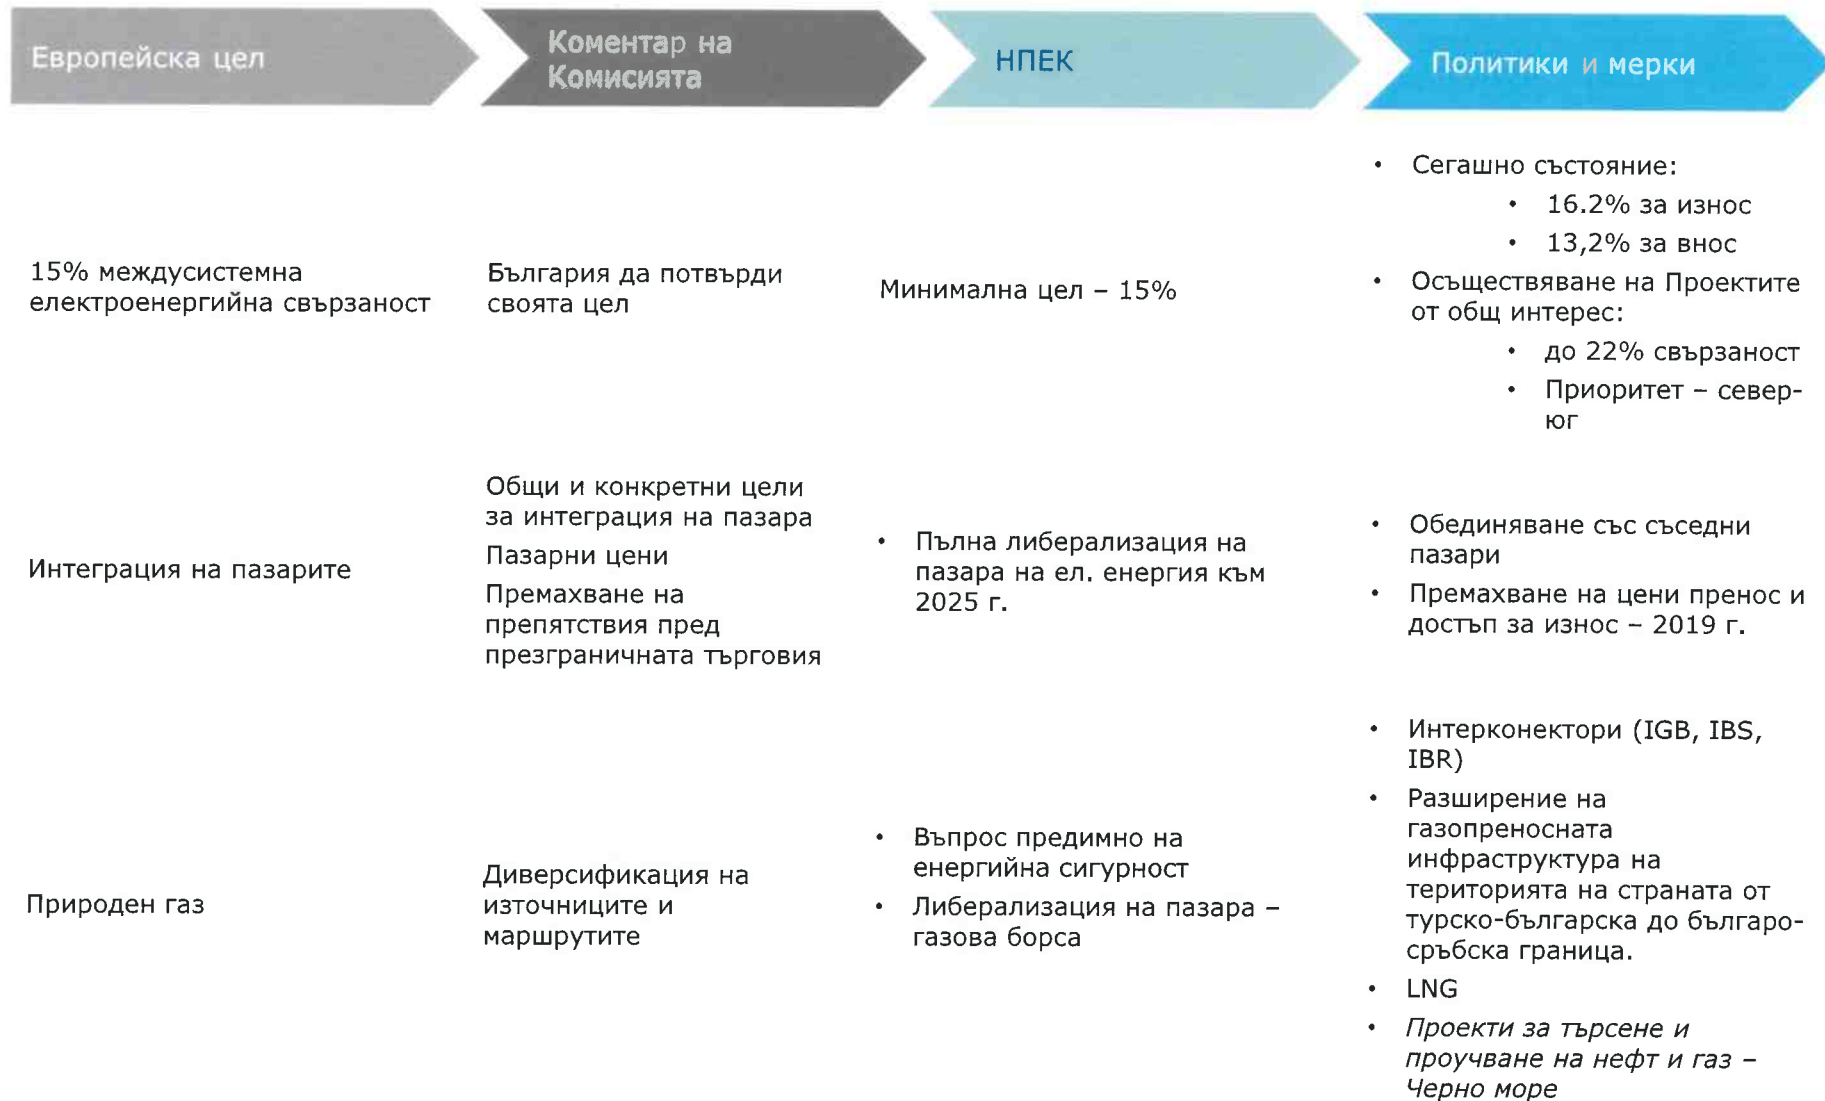 Европейска цел
Коментар на
Комисията
НПЕК
Политики и мерки
15% междусистемна
електроенергийна свързаност
България да потвърди
своята цел
Минимална цел – 15%
• Сегашно състояние:
• 16.2% за износ
• 13,2% за внос
• Осъществяване на Проектите
от общ интерес:
• до 22% свързаност
• Приоритет – север-
юг
Интеграция на пазарите
Общи и конкретни цели
за интеграция на пазара
Пазарни цени
Премахване на
препятствия пред
презграничната търговия
• Пълна либерализация на
пазара на ел. енергия към
2025 г.
• Обединяване със съседни
пазари
• Премахване на цени пренос и
достъп за износ – 2019 г.
Природен газ
Диверсификация на
източниците и
маршрутите
• Въпрос предимно на
енергийна сигурност
• Либерализация на пазара –
газова борса
• Интерконектори (IGB, IBS,
IBR)
• Разширение на
газопреносната
инфраструктура на
територията на страната от
турско-българска до българо-
сръбска граница.
• LNG
• Проекти за търсене и
проучване на нефт и газ –
Черно море